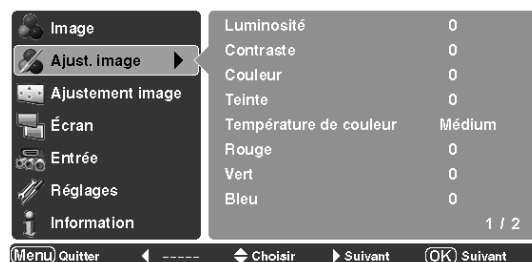 Image
Ajust. image
Ajustement image
Écran
Entrée
Réglages
Information
Luminosité 0
Contraste 0
Couleur 0
Teinte 0
Température de couleur Médium
Rouge 0
Vert 0
Bleu 0
1 / 2
Menu Quitter ----- Choisir Suivant OK Suivant